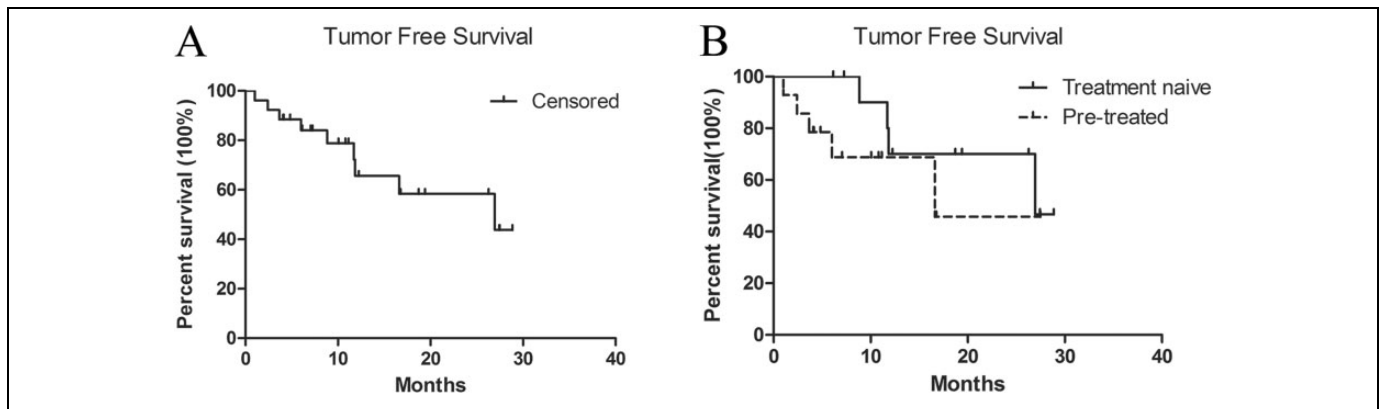 A
Tumor Free Survival
Percent survival (100%)
100
80
60
40
20
0
0 10 20 30 40
Months
Censored
B
Tumor Free Survival
Percent survival(100%)
100
80
60
40
20
0
0 10 20 30 40
Months
Treatment naive
Pre-treated